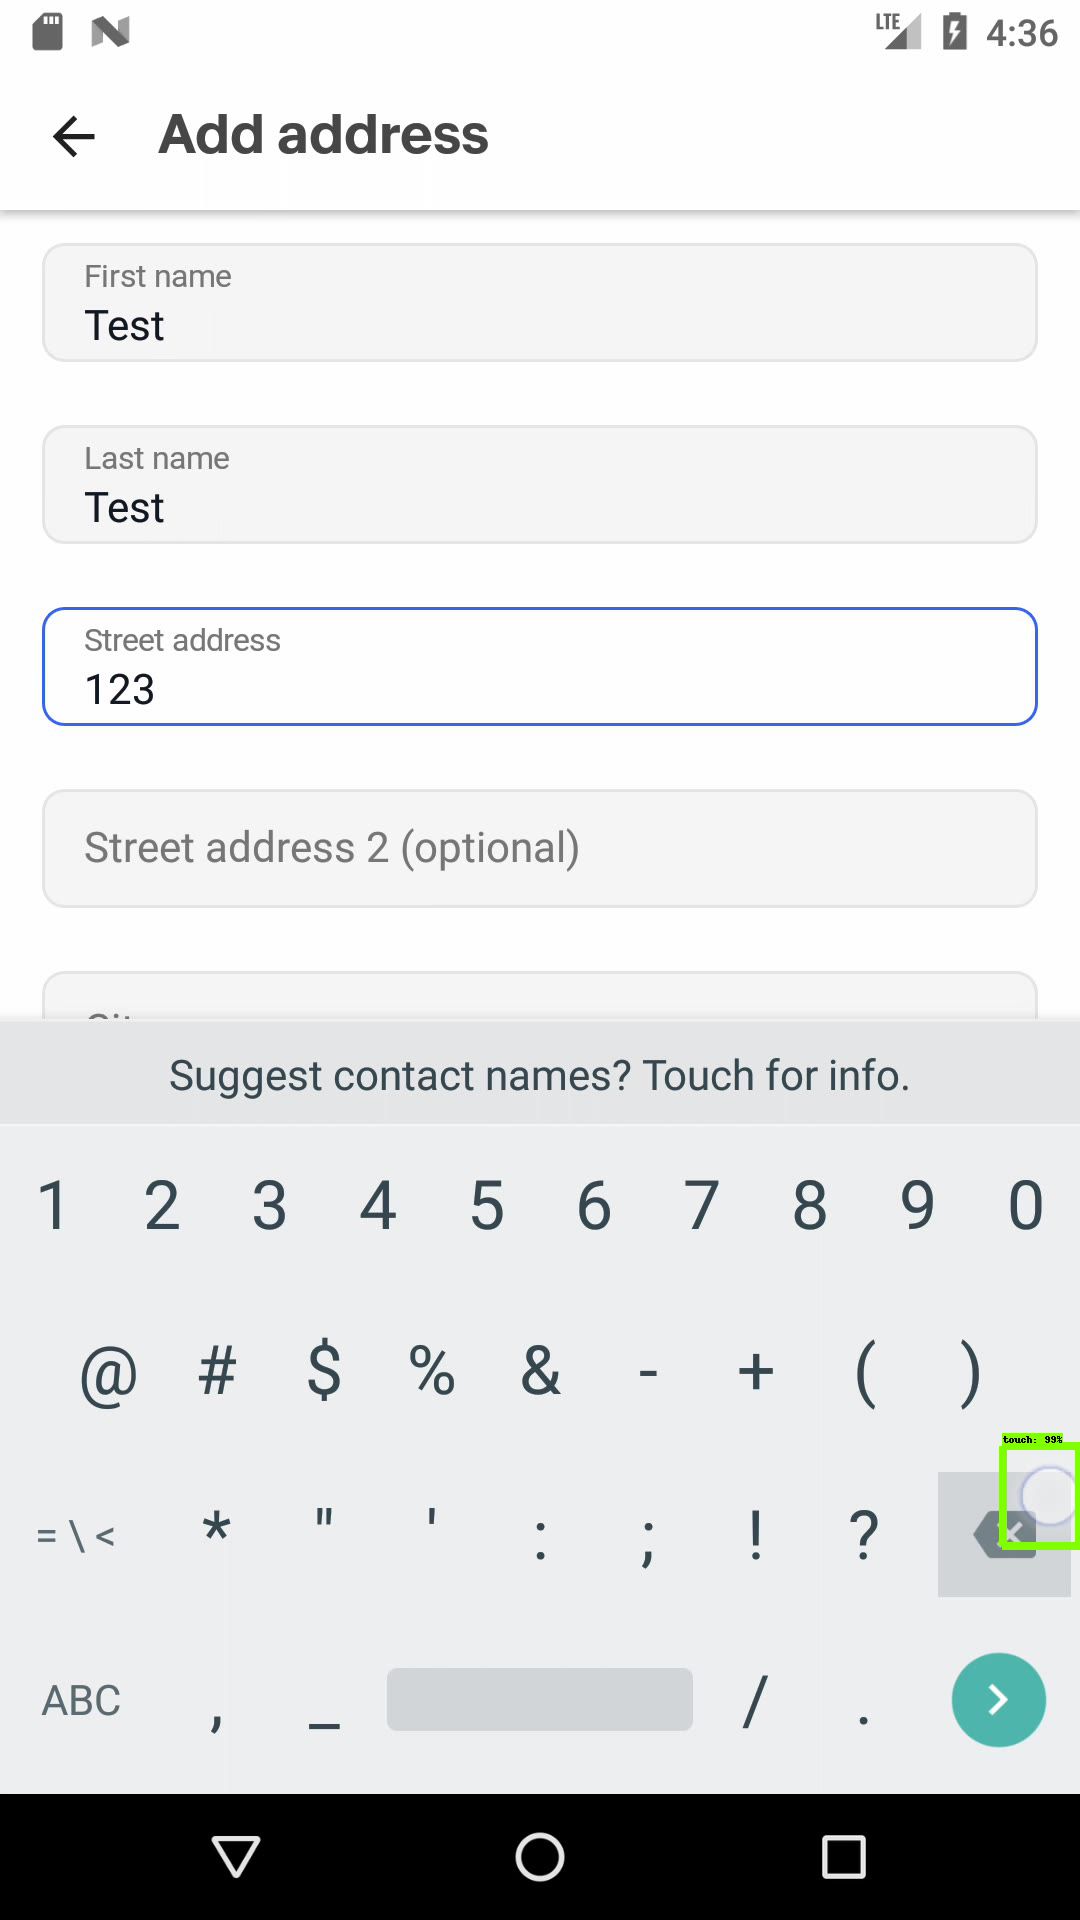 LTE 4:36
Add address
First name
Test
Last name
Test
Street address
123
Street address 2 (optional)
Suggest contact names? Touch for info.
1 2 3 4 5 6 7 8 9 0
@ # $ % & - + ( )
touch: 99%
= \ < * " ' : ; ! ?
ABC , _ / .